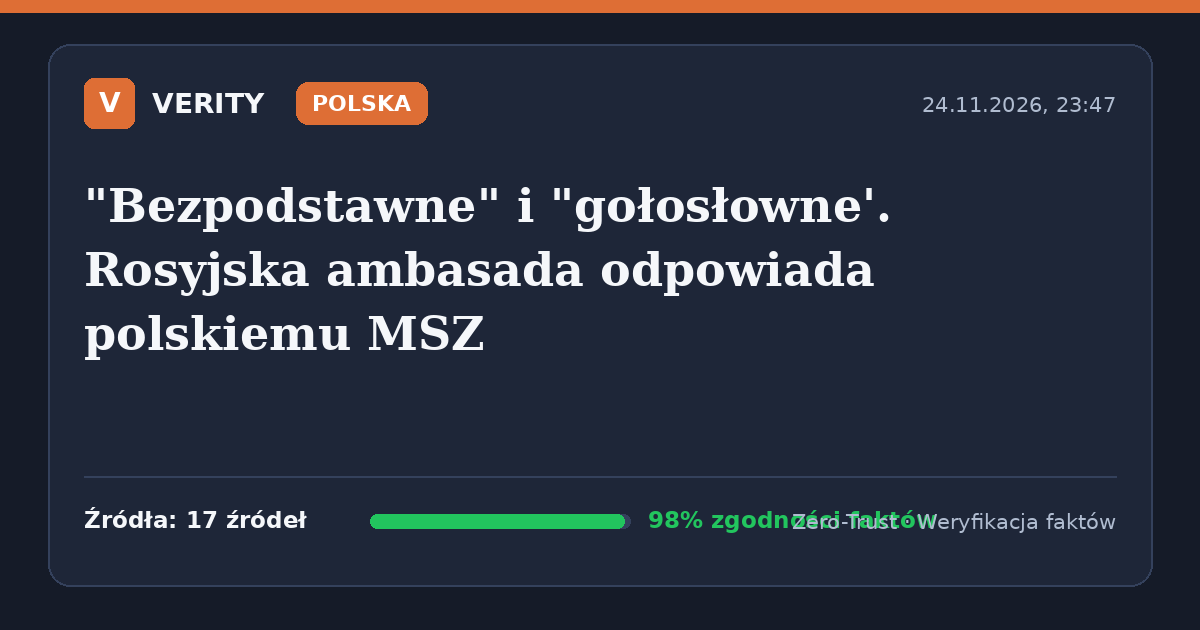 V VERITY POLSKA 24.11.2026, 23:47
"Bezpodstawne" i "gołosłowne'.
Rosyjska ambasada odpowiada
polskiemu MSZ
Źródła: 17 źródeł 98% zgodności faktów Zero-Trust · Weryfikacja faktów